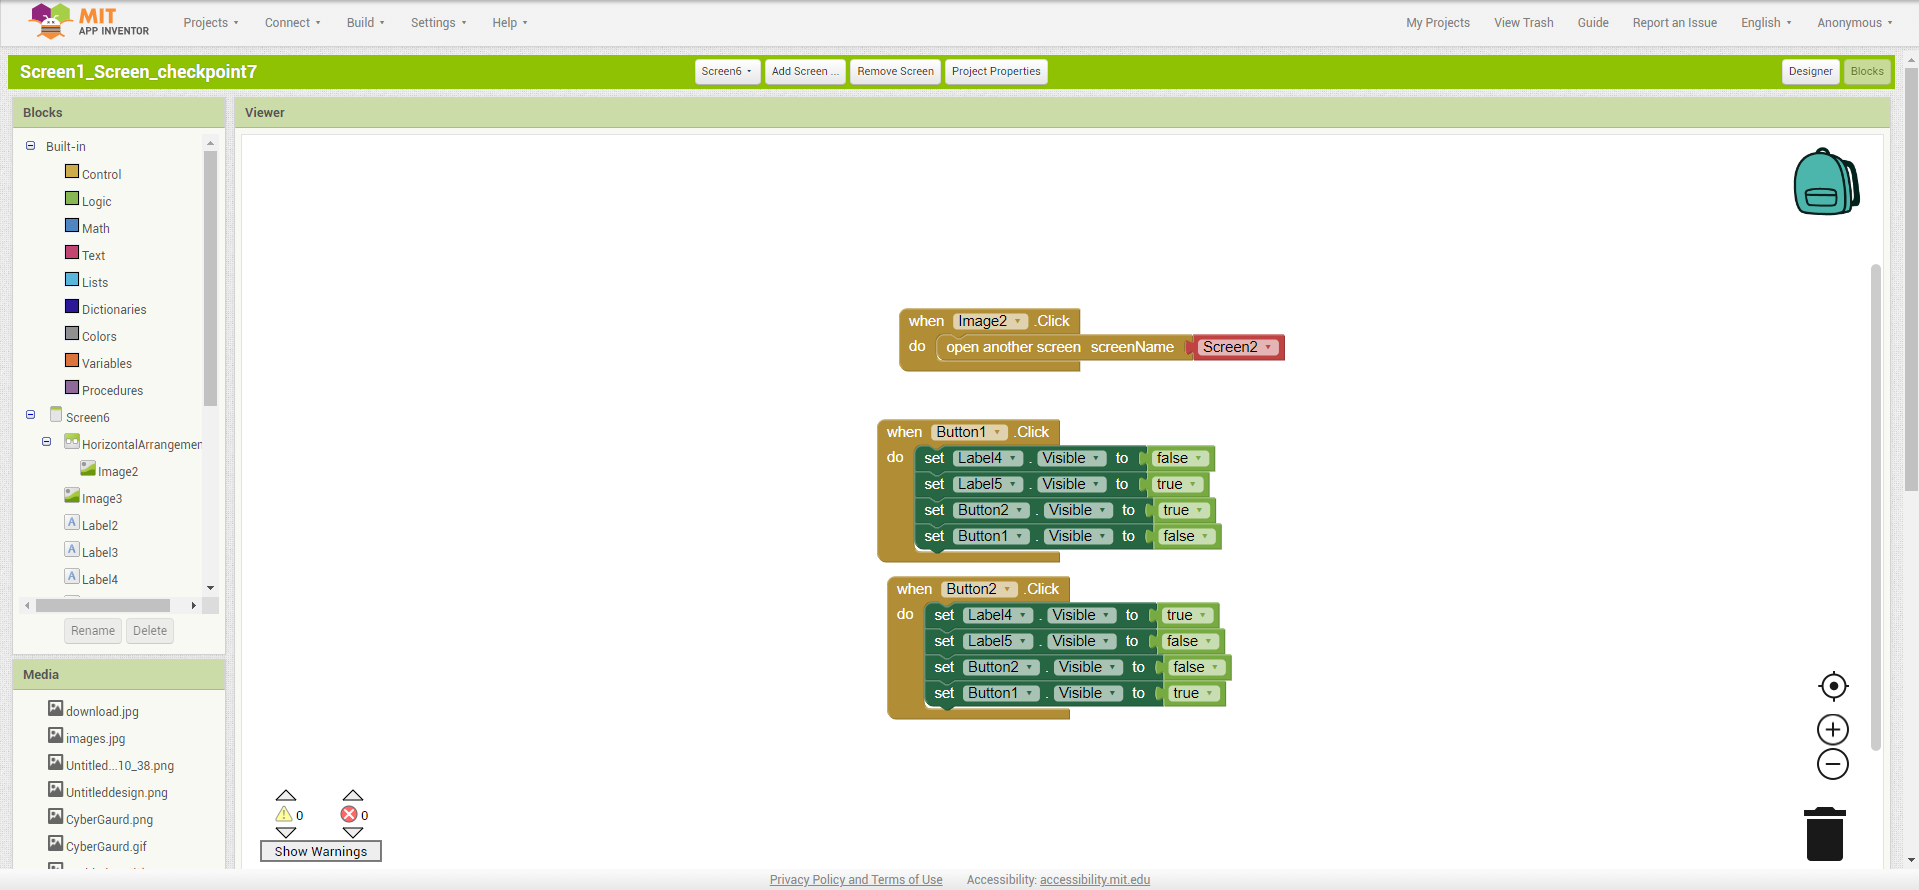 MIT
APP INVENTOR
Projects
Connect
Build
Settings
Help
My Projects
View Trash
Guide
Report an Issue
English
Anonymous
Screen1_Screen_checkpoint7
Screen6
Add Screen ...
Remove Screen
Project Properties
Designer
Blocks
Blocks
Built-in
Control
Logic
Math
Text
Lists
Dictionaries
Colors
Variables
Procedures
Screen6
HorizontalArrangemer
Image2
Image3
Label2
Label3
Label4
Rename
Delete
Media
download.jpg
images.jpg
Untitled...10_38.png
Untitleddesign.png
CyberGaurd.png
CyberGaurd.gif
Viewer
when Image2 .Click
do open another screen screenName Screen2
when Button1 .Click
do set Label4 . Visible to false
set Label5 . Visible to true
set Button2 . Visible to true
set Button1 . Visible to false
when Button2 .Click
do set Label4 . Visible to true
set Label5 . Visible to false
set Button2 . Visible to false
set Button1 . Visible to true
0
0
Show Warnings
Privacy Policy and Terms of Use
Accessibility: accessibility.mit.edu